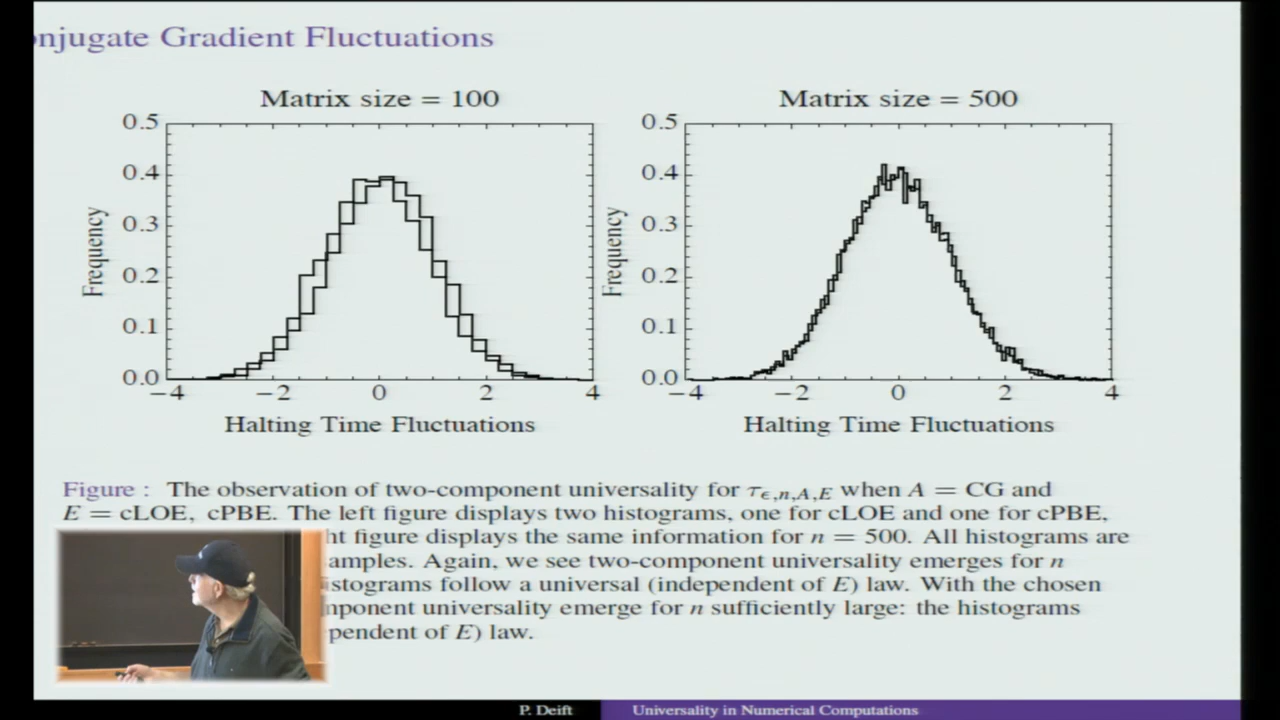 onjugate Gradient Fluctuations
Matrix size = 100
0.5
0.4
0.3
0.2
0.1
0.0
Frequency
−4 −2 0 2 4
Halting Time Fluctuations
Matrix size = 500
0.5
0.4
0.3
0.2
0.1
0.0
Frequency
−4 −2 0 2 4
Halting Time Fluctuations
Figure : The observation of two-component universality for τϵ,n,A,E when A = CG and
E = cLOE, cPBE. The left figure displays two histograms, one for cLOE and one for cPBE,
ht figure displays the same information for n = 500. All histograms are
amples. Again, we see two-component universality emerges for n
istograms follow a universal (independent of E) law. With the chosen
nponent universality emerge for n sufficiently large: the histograms
pendent of E) law.
P. Deift Universality in Numerical Computations